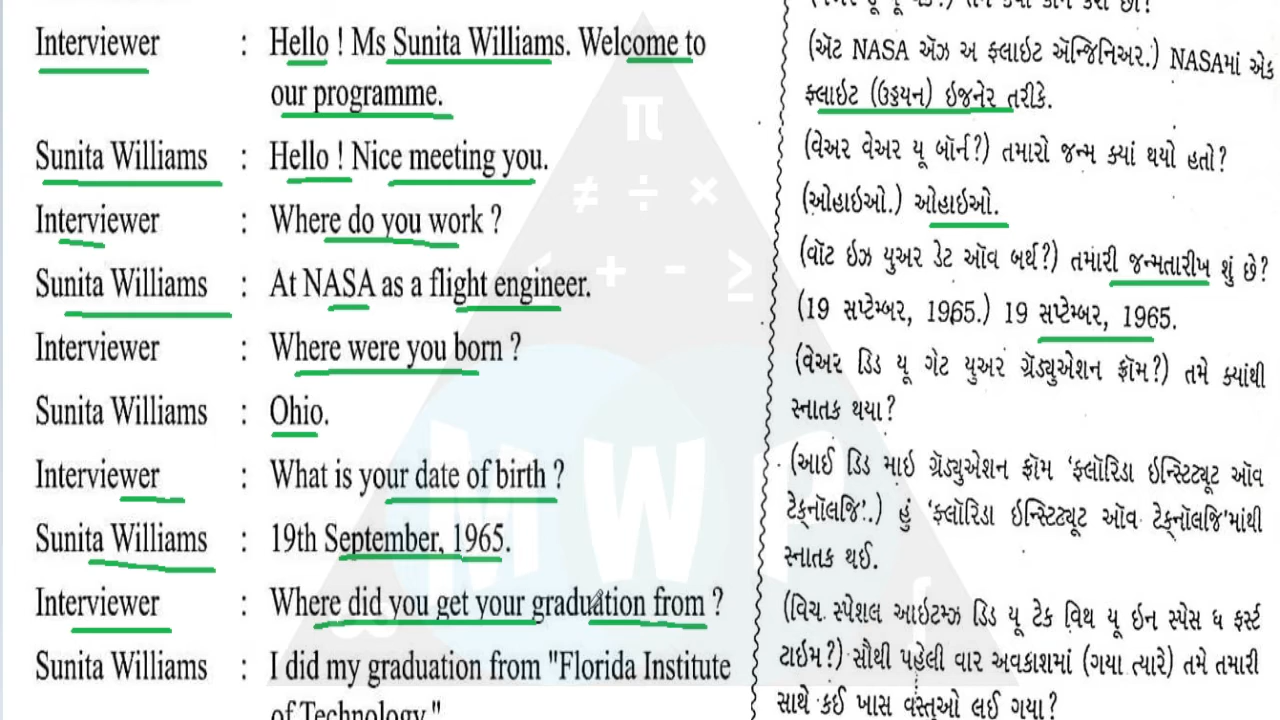 Interviewer : Hello ! Ms Sunita Williams. Welcome to
our programme.
Sunita Williams : Hello ! Nice meeting you.
Interviewer : Where do you work ?
Sunita Williams : At NASA as a flight engineer.
Interviewer : Where were you born ?
Sunita Williams : Ohio.
Interviewer : What is your date of birth ?
Sunita Williams : 19th September, 1965.
Interviewer : Where did you get your graduation from ?
Sunita Williams : I did my graduation from "Florida Institute
of Technology."
(ઍટ NASA ઍઝ અ ફ્લાઇટ ઍન્જિનિઅર.) NASAમાં એક
ફ્લાઇટ (ઉડ્ડયન) ઇજનેર તરીકે.
(વેઅર વેઅર યૂ બૉર્ન?) તમારો જન્મ ક્યાં થયો હતો?
(ઓહાઇઓ.) ઓહાઇઓ.
(વૉટ ઇઝ યુઅર ડેટ ઑવ બર્થ?) તમારી જન્મતારીખ શું છે?
(19 સપ્ટેમ્બર, 1965.) 19 સપ્ટેમ્બર, 1965.
(વેઅર ડિડ યૂ ગેટ યુઅર ગ્રૅડ્યુએશન ફ્રૉમ?) તમે ક્યાંથી
સ્નાતક થયા?
(આઈ ડિડ માઇ ગ્રૅડ્યુએશન ફ્રૉમ ‘ફ્લૉરિડા ઇન્સ્ટિટ્યૂટ ઑવ
ટેક્નૉલજિ’.) હું ‘ફ્લૉરિડા ઇન્સ્ટિટ્યૂટ ઑવ ટેક્નૉલજિ’માંથી
સ્નાતક થઈ.
(વિચ સ્પેશલ આઇટમ્ઝ ડિડ યૂ ટેક વિથ યૂ ઇન સ્પેસ ધ ફર્સ્ટ
ટાઇમ?) સૌથી પહેલી વાર અવકાશમાં (ગયા ત્યારે) તમે તમારી
સાથે કઈ ખાસ વસ્તુઓ લઈ ગયા?
π
≠ ÷ ×
< + - ≥
MWP
∞ ∫